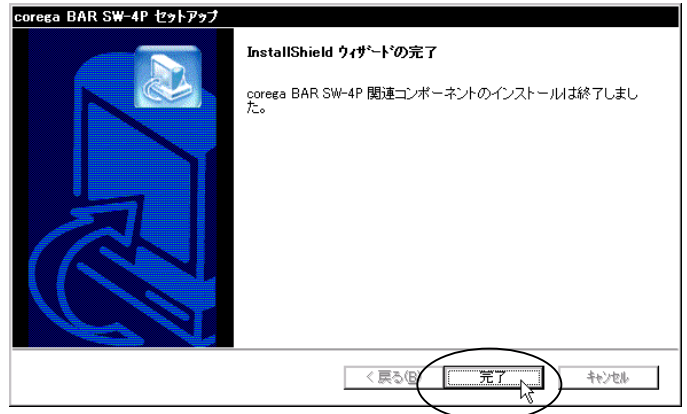 corega BAR SW-4P セットアップ
InstallShield ウィザードの完了
corega BAR SW-4P 関連コンポーネントのインストールは終了しまし
た。
< 戻る(B) 完了 キャンセル